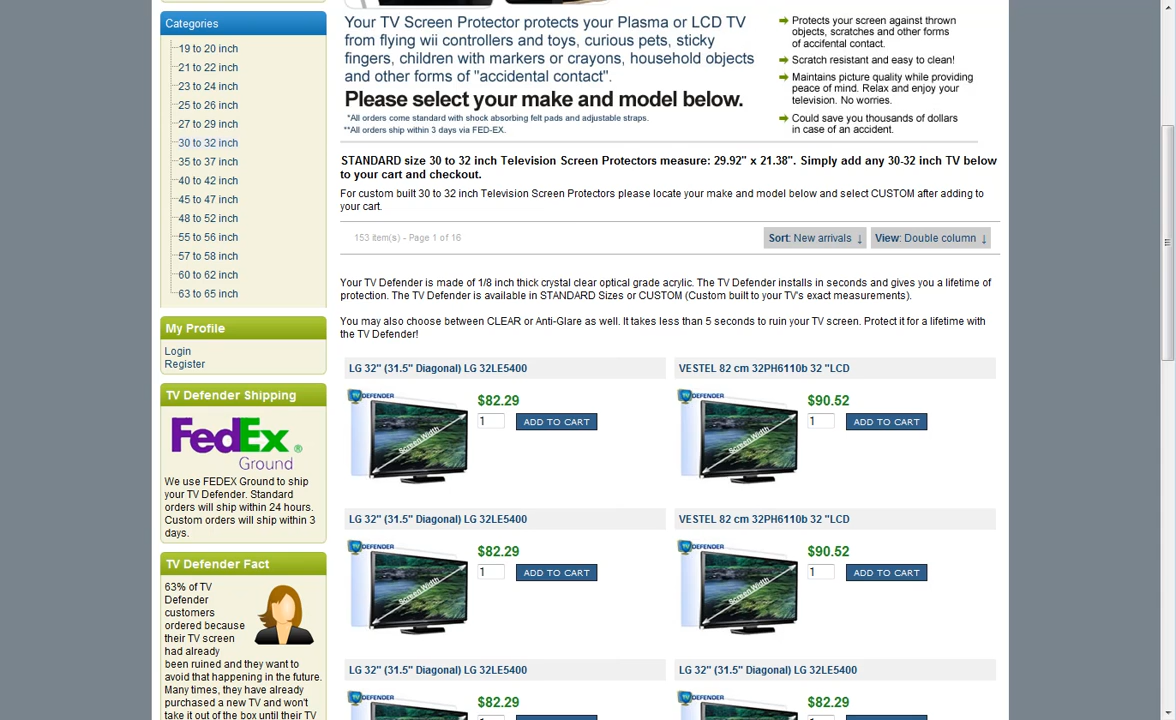 Categories
19 to 20 inch
21 to 22 inch
23 to 24 inch
25 to 26 inch
27 to 29 inch
30 to 32 inch
35 to 37 inch
40 to 42 inch
45 to 47 inch
48 to 52 inch
55 to 56 inch
57 to 58 inch
60 to 62 inch
63 to 65 inch
My Profile
Login
Register
TV Defender Shipping
FedEx ®
Ground
We use FEDEX Ground to ship
your TV Defender. Standard
orders will ship within 24 hours.
Custom orders will ship within 3
days.
TV Defender Fact
63% of TV
Defender
customers
ordered because
their TV screen
had already
been ruined and they want to
avoid that happening in the future.
Many times, they have already
purchased a new TV and won't
take it out of the box until their TV
Your TV Screen Protector protects your Plasma or LCD TV
from flying wii controllers and toys, curious pets, sticky
fingers, children with markers or crayons, household objects
and other forms of "accidental contact".
Please select your make and model below.
*All orders come standard with shock absorbing felt pads and adjustable straps.
**All orders ship within 3 days via FED-EX.
Protects your screen against thrown
objects, scratches and other forms
of accifental contact.
Scratch resistant and easy to clean!
Maintains picture quality while providing
peace of mind. Relax and enjoy your
television. No worries.
Could save you thousands of dollars
in case of an accident.
STANDARD size 30 to 32 inch Television Screen Protectors measure: 29.92" x 21.38". Simply add any 30-32 inch TV below
to your cart and checkout.
For custom built 30 to 32 inch Television Screen Protectors please locate your make and model below and select CUSTOM after adding to
your cart.
153 item(s) - Page 1 of 16
Sort: New arrivals ↓
View: Double column ↓
Your TV Defender is made of 1/8 inch thick crystal clear optical grade acrylic. The TV Defender installs in seconds and gives you a lifetime of
protection. The TV Defender is available in STANDARD Sizes or CUSTOM (Custom built to your TV's exact measurements).
You may also choose between CLEAR or Anti-Glare as well. It takes less than 5 seconds to ruin your TV screen. Protect it for a lifetime with
the TV Defender!
LG 32" (31.5" Diagonal) LG 32LE5400
TV DEFENDER
Screen Width
$82.29
1
ADD TO CART
VESTEL 82 cm 32PH6110b 32 "LCD
TV DEFENDER
Screen Width
$90.52
1
ADD TO CART
LG 32" (31.5" Diagonal) LG 32LE5400
TV DEFENDER
Screen Width
$82.29
1
ADD TO CART
VESTEL 82 cm 32PH6110b 32 "LCD
TV DEFENDER
Screen Width
$90.52
1
ADD TO CART
LG 32" (31.5" Diagonal) LG 32LE5400
TV DEFENDER
$82.29
LG 32" (31.5" Diagonal) LG 32LE5400
TV DEFENDER
$82.29